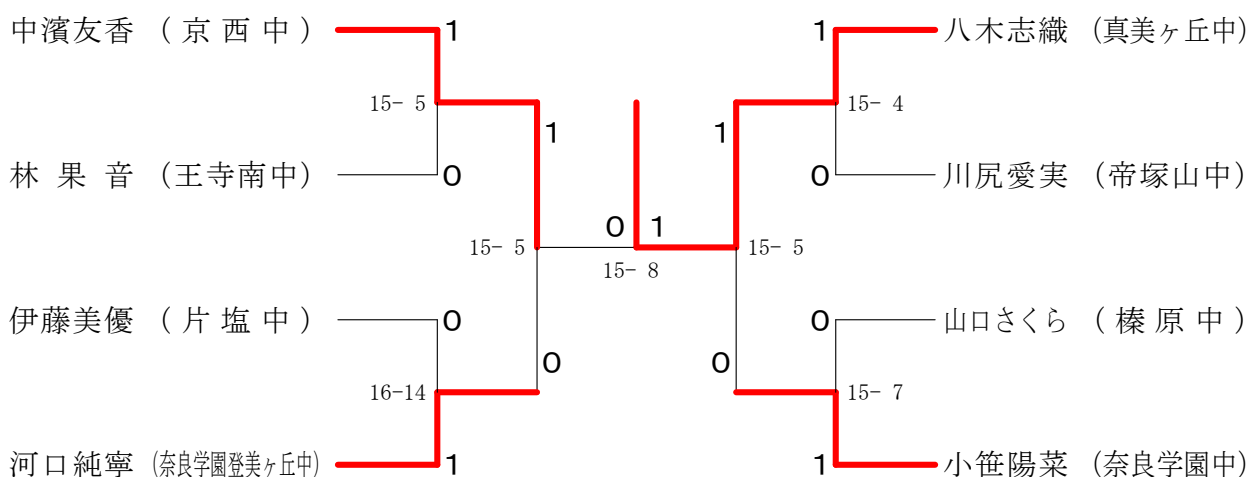 中濱友香 (京西中) 1 1 八木志織 (真美ヶ丘中)
15- 5 15- 4
1 1
林果音 (王寺南中) 0 0 川尻愛実 (帝塚山中)
0 1
15- 5 15- 8 15- 5
伊藤美優 (片塩中) 0 0 山口さくら (榛原中)
0 0
16-14 15- 7
河口純寧 (奈良学園登美ヶ丘中) 1 1 小笹陽菜 (奈良学園中)